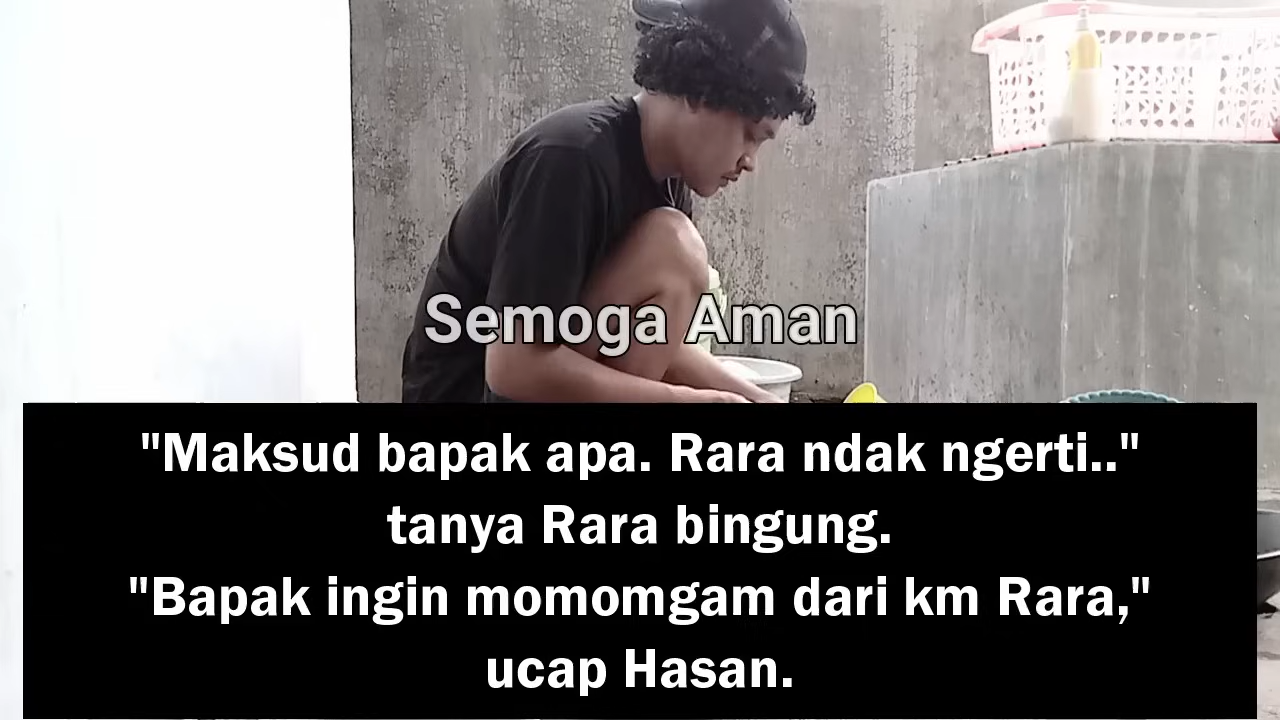 Semoga Aman
"Maksud bapak apa. Rara ndak ngerti.."
tanya Rara bingung.
"Bapak ingin momomgam dari km Rara,"
ucap Hasan.